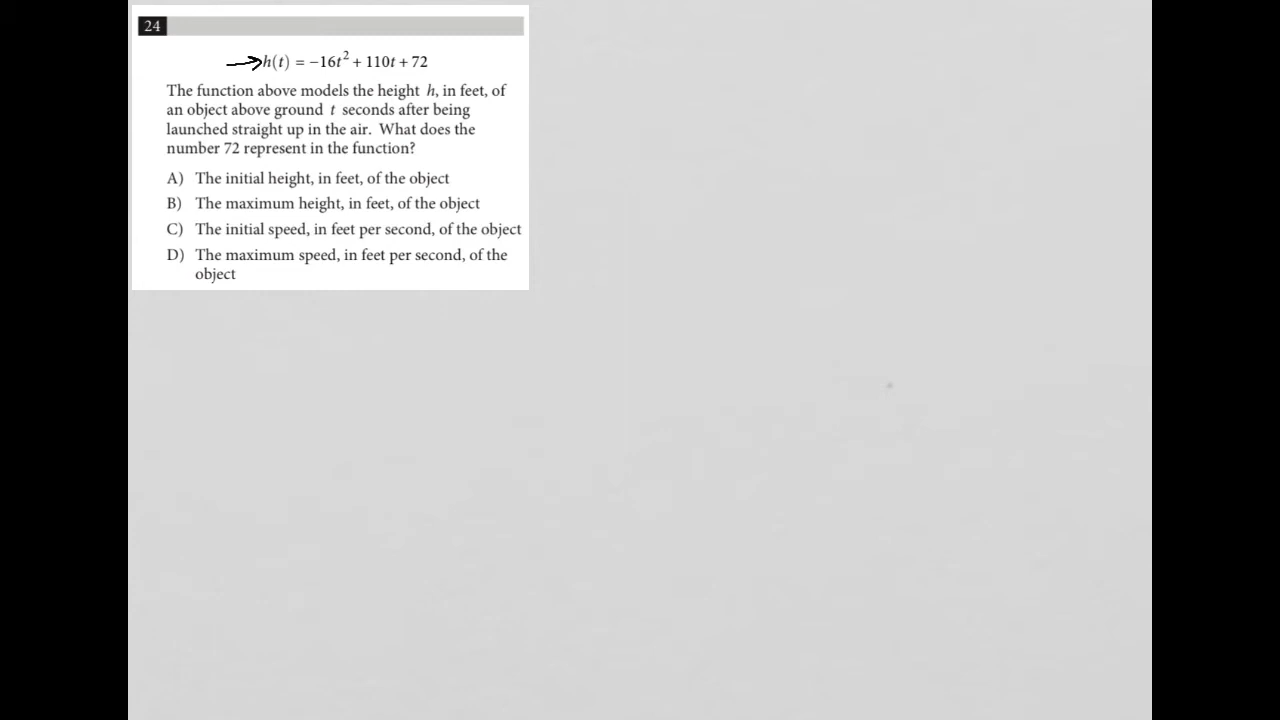 24
h(t) = −16t² + 110t + 72
The function above models the height h, in feet, of
an object above ground t seconds after being
launched straight up in the air. What does the
number 72 represent in the function?
A) The initial height, in feet, of the object
B) The maximum height, in feet, of the object
C) The initial speed, in feet per second, of the object
D) The maximum speed, in feet per second, of the
object